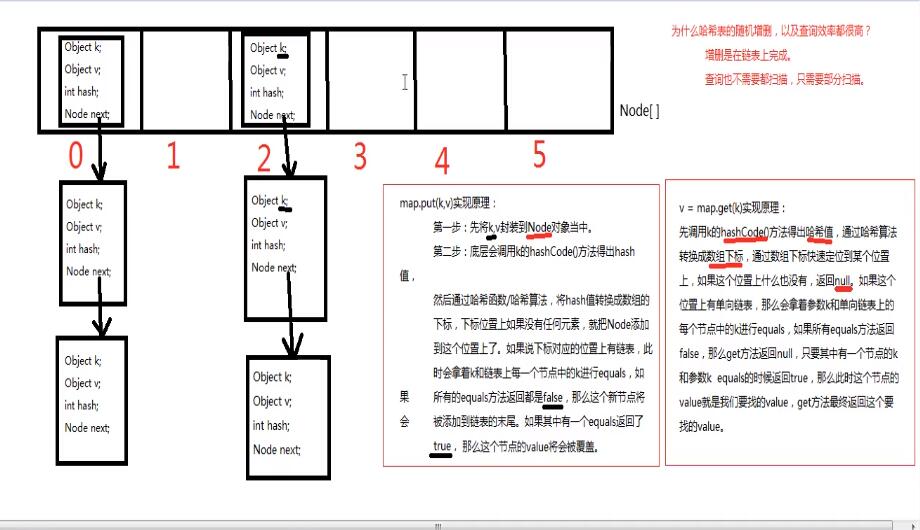 为什么哈希表的随机增删，以及查询效率都很高？
增删是在链表上完成。
查询也不需要都扫描，只需要部分扫描。
Object k;
Object v;
int hash;
Node next;
Object k;
Object v;
int hash;
Node next;
Node[ ]
0
1
2
3
4
5
Object k;
Object v;
int hash;
Node next;
Object k;
Object v;
int hash;
Node next;
Object k;
Object v;
int hash;
Node next;
Object k;
Object v;
int hash;
Node next;
map.put(k,v)实现原理：
第一步：先将k,v封装到Node对象当中。
第二步：底层会调用k的hashCode()方法得出hash
值，
然后通过哈希函数/哈希算法，将hash值转换成数组的
下标，下标位置上如果没有任何元素，就把Node添加
到这个位置上了。如果说下标对应的位置上有链表，此
时会拿着k和链表上每一个节点中的k进行equals，如
果 所有的equals方法返回都是false，那么这个新节点将
会 被添加到链表的末尾。如果其中有一个equals返回了
true，那么这个节点的value将会被覆盖。
v = map.get(k)实现原理：
先调用k的hashCode()方法得出哈希值，通过哈希算法
转换成数组下标，通过数组下标快速定位到某个位置
上，如果这个位置上什么也没有，返回null。如果这个
位置上有单向链表，那么会拿着参数k和单向链表上的
每个节点中的k进行equals，如果所有equals方法返回
false，那么get方法返回null，只要其中有一个节点的k
和参数k equals的时候返回true，那么此时这个节点的
value就是我们要找的value，get方法最终返回这个要
找的value。